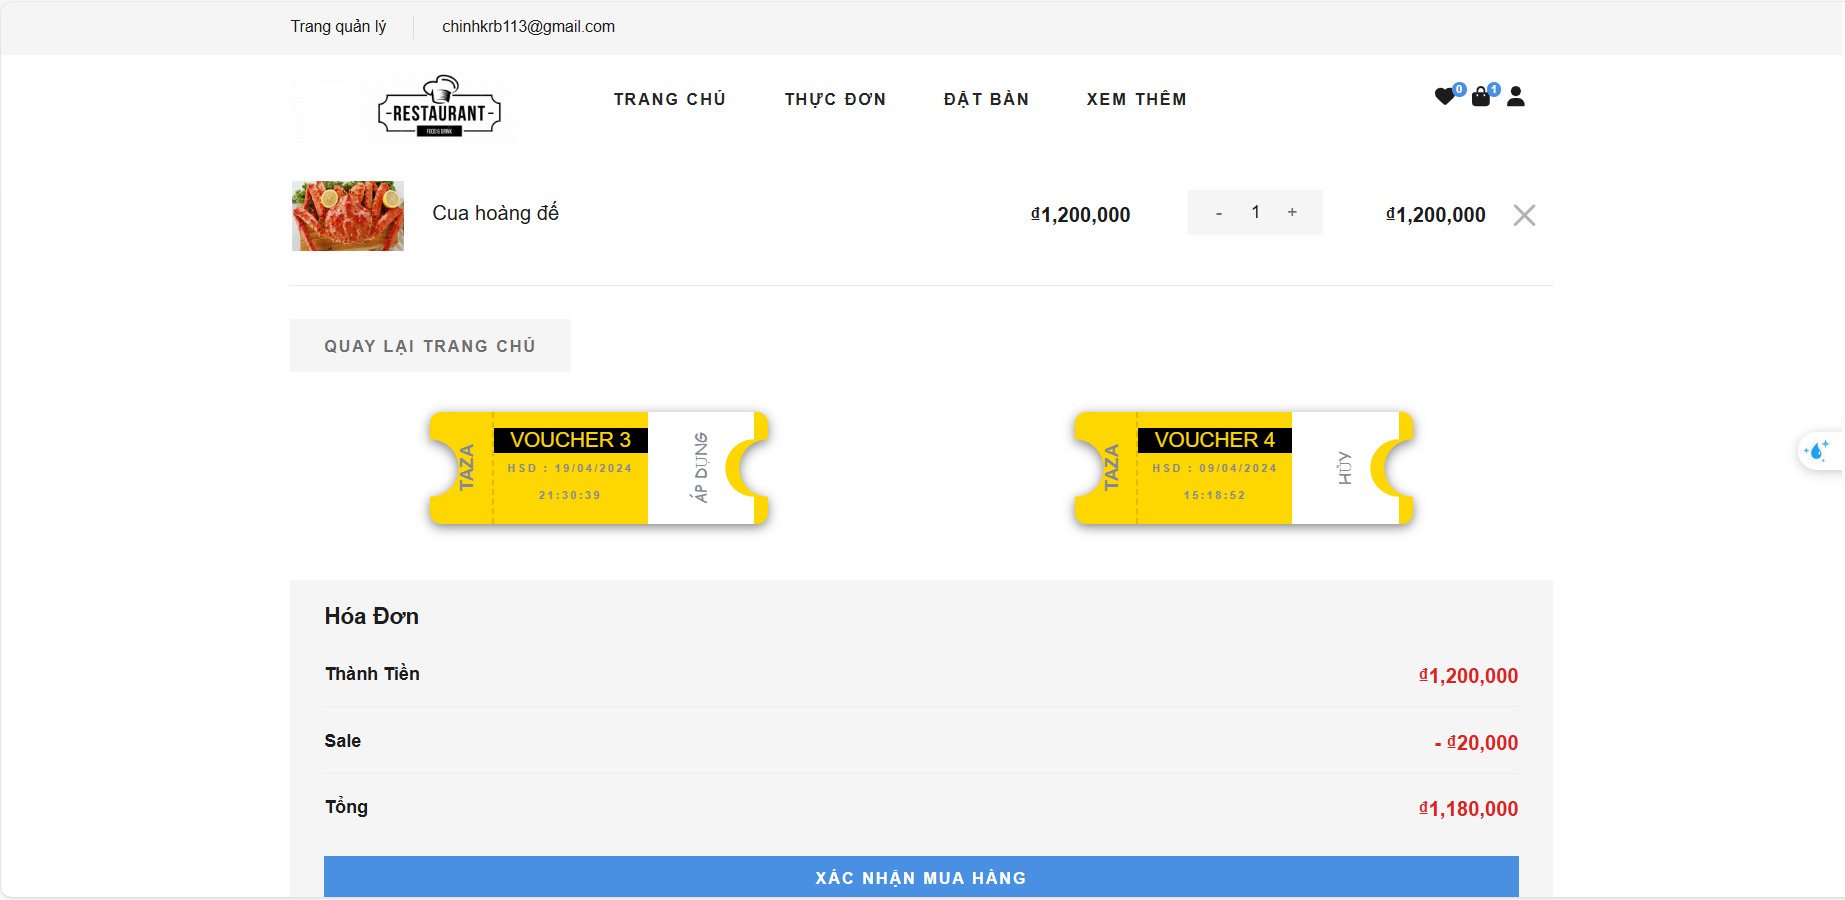 Trang quản lý
chinhkrb113@gmail.com
-RESTAURANT-
FOOD & DRINK
TRANG CHỦ
THỰC ĐƠN
ĐẶT BÀN
XEM THÊM
0
1
Cua hoàng đế
₫1,200,000
- 1 +
₫1,200,000
QUAY LẠI TRANG CHỦ
TAZA
VOUCHER 3
HSD : 19/04/2024
21:30:39
ÁP DỤNG
TAZA
VOUCHER 4
HSD : 09/04/2024
15:18:52
HỦY
Hóa Đơn
Thành Tiền
₫1,200,000
Sale
- ₫20,000
Tổng
₫1,180,000
XÁC NHẬN MUA HÀNG